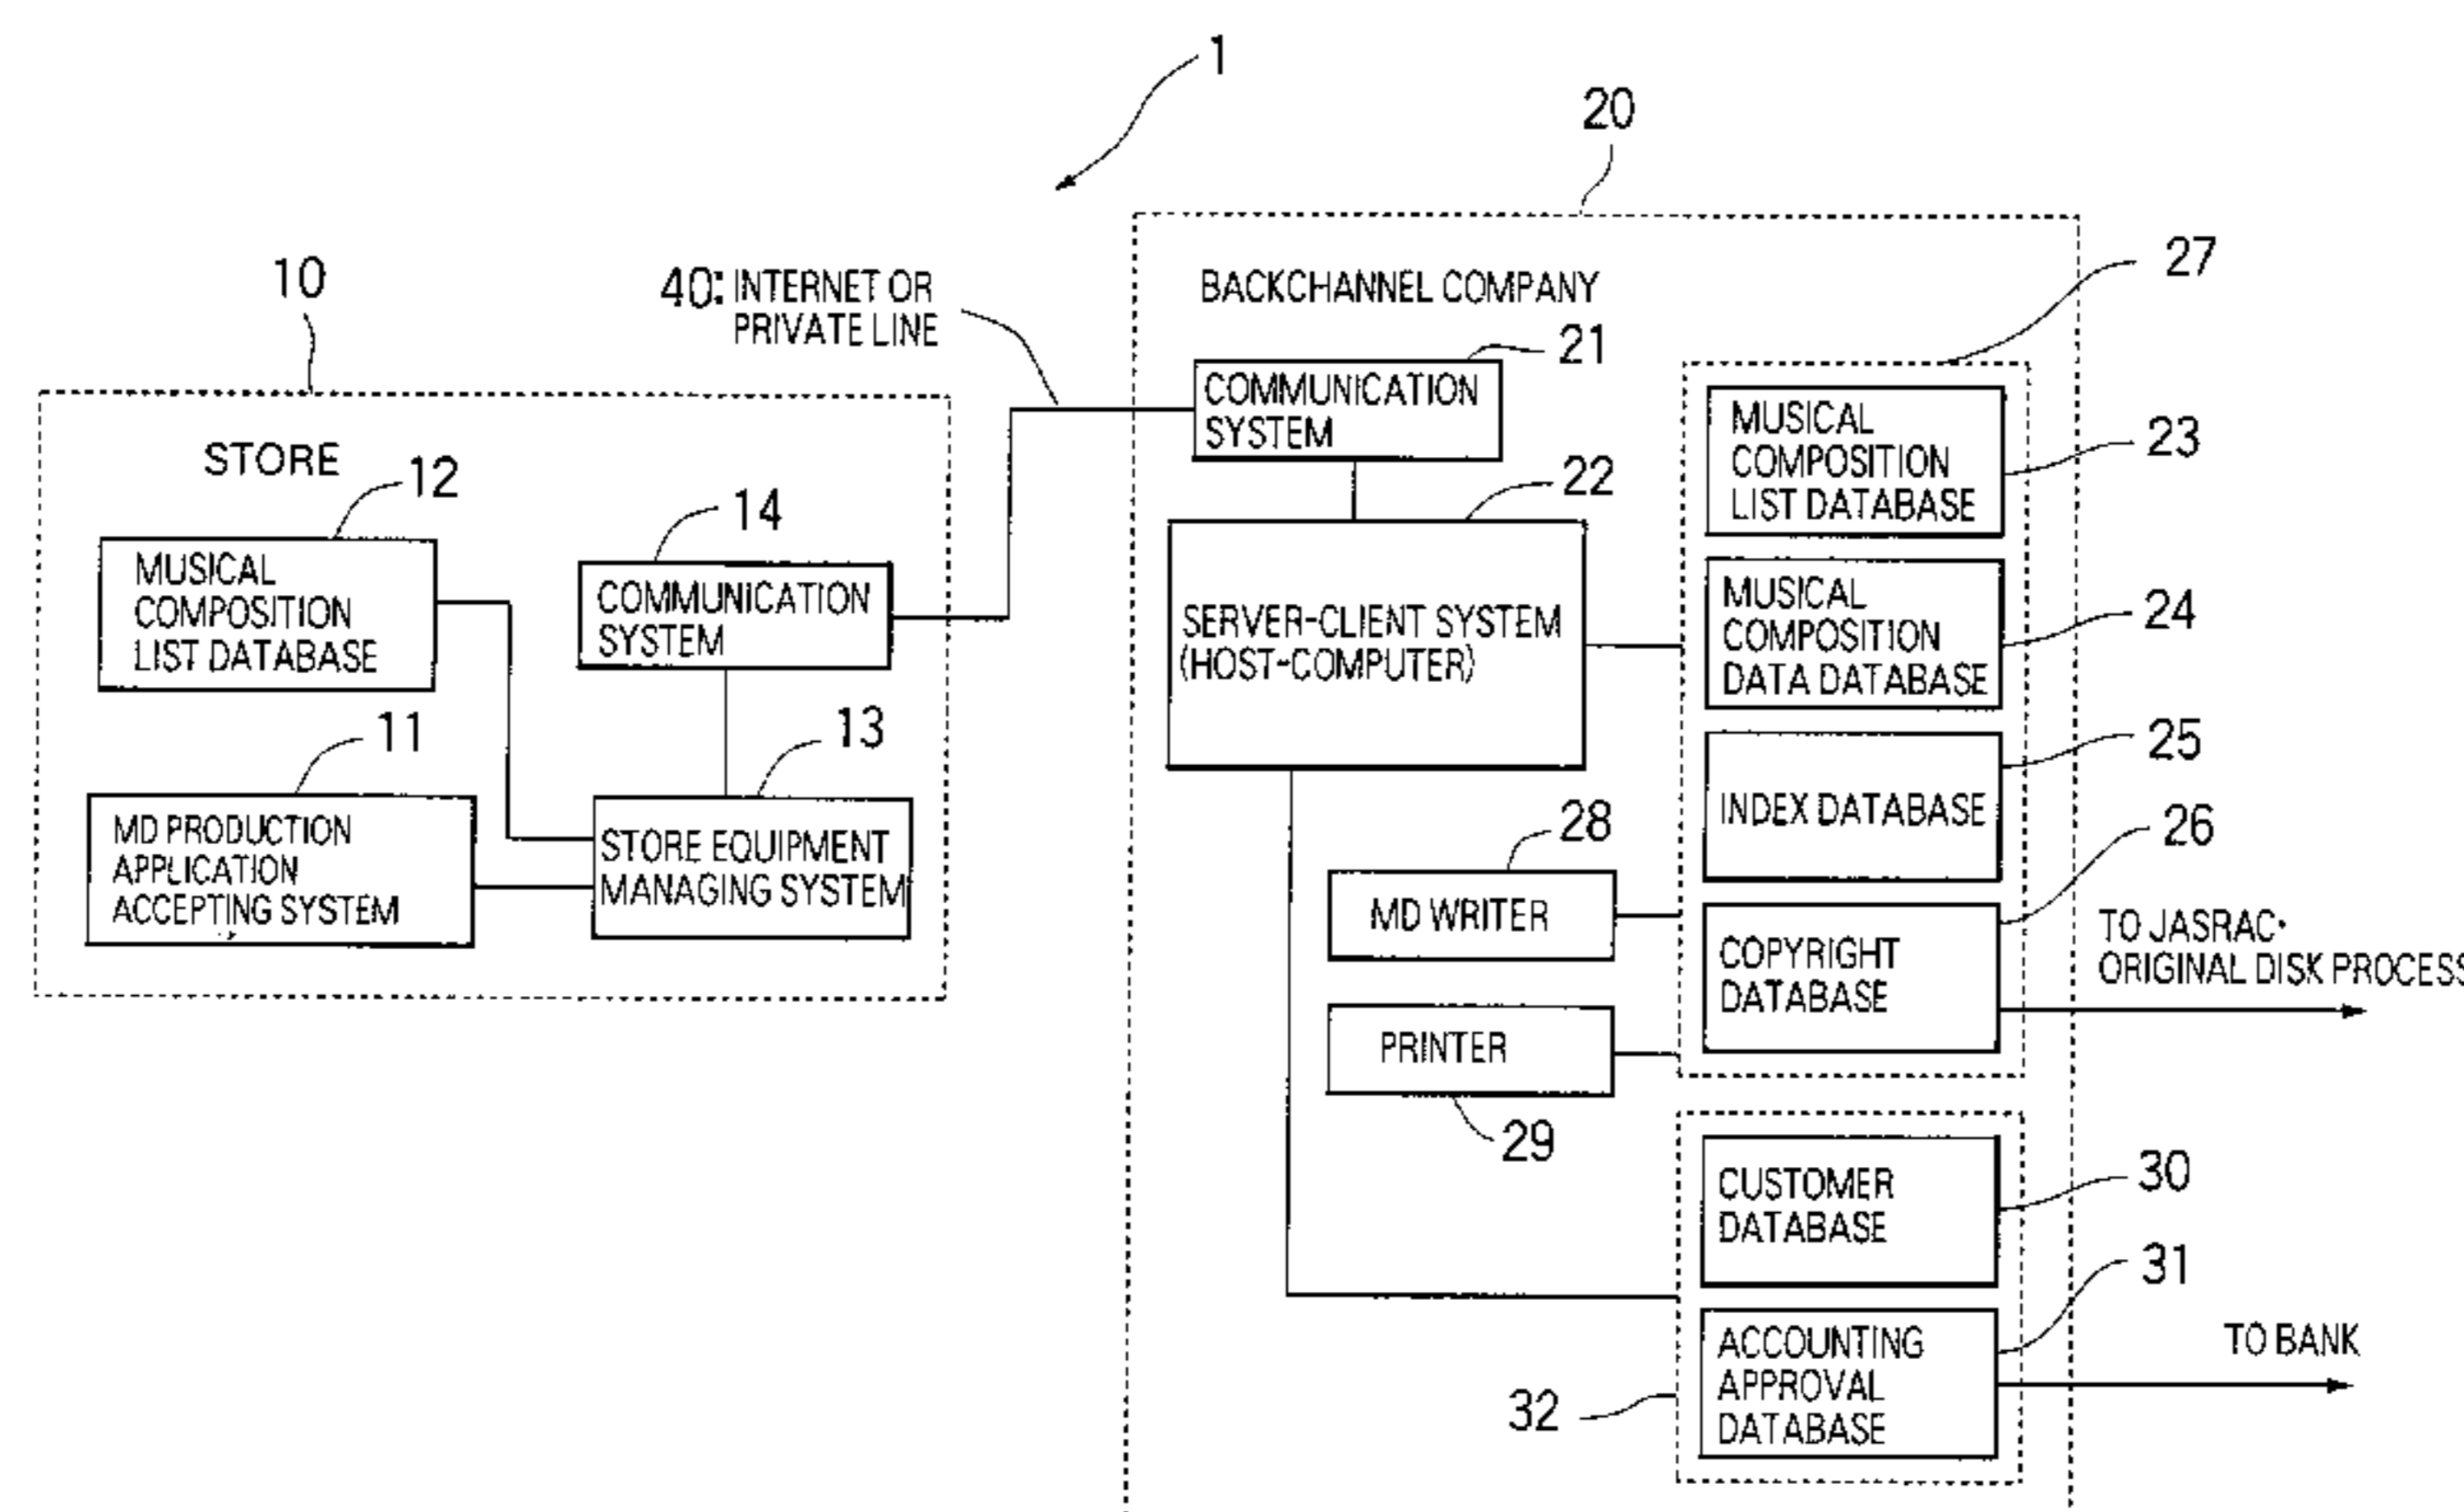 1
20
27
10
40: INTERNET OR
PRIVATE LINE
BACKCHANNEL COMPANY
21
COMMUNICATION
SYSTEM
STORE
12
MUSICAL
COMPOSITION
LIST DATABASE
14
COMMUNICATION
SYSTEM
11
MD PRODUCTION
APPLICATION
ACCEPTING SYSTEM
13
STORE EQUIPMENT
MANAGING SYSTEM
22
SERVER-CLIENT SYSTEM
(HOST-COMPUTER)
MUSICAL
COMPOSITION
LIST DATABASE
23
MUSICAL
COMPOSITION
DATA DATABASE
24
25
INDEX DATABASE
26
COPYRIGHT
DATABASE
TO JASRAC·
ORIGINAL DISK PROCESS
28
MD WRITER
PRINTER
29
CUSTOMER
DATABASE
30
31
ACCOUNTING
APPROVAL
DATABASE
TO BANK
32